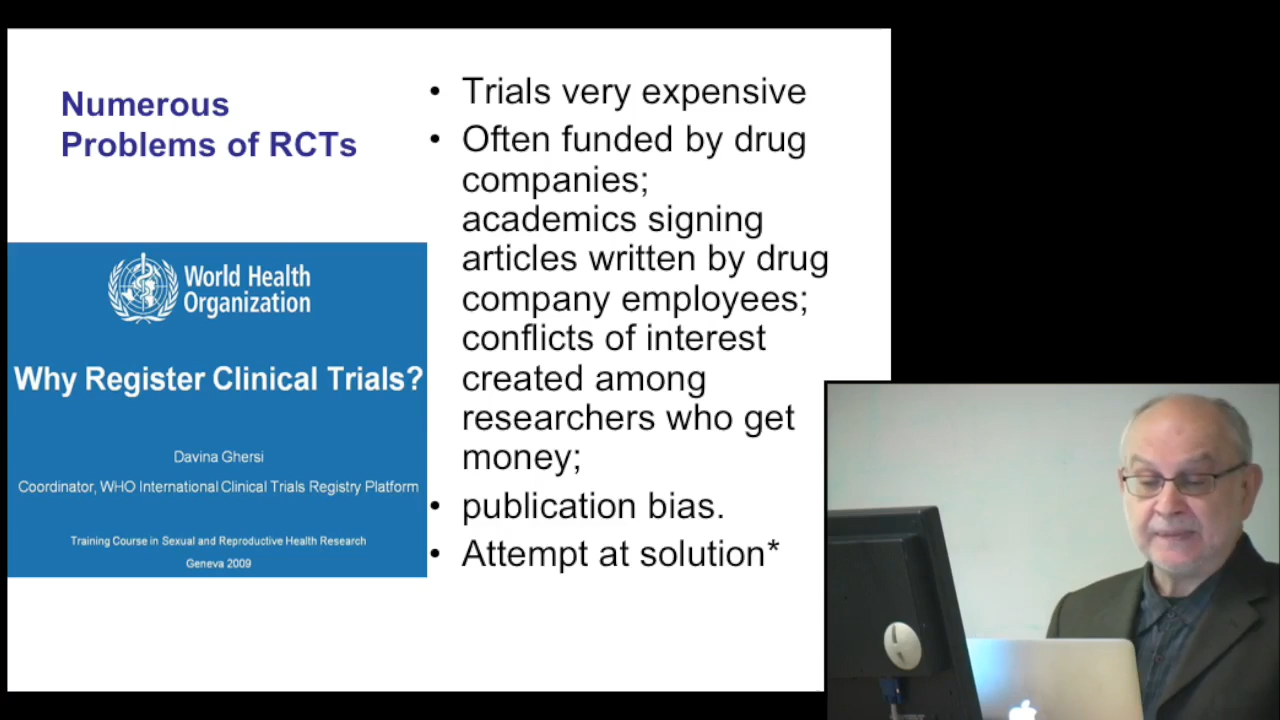 Numerous
Problems of RCTs
World Health
Organization
Why Register Clinical Trials?
Davina Ghersi
Coordinator, WHO International Clinical Trials Registry Platform
Training Course in Sexual and Reproductive Health Research
Geneva 2009
• Trials very expensive
• Often funded by drug
companies;
academics signing
articles written by drug
company employees;
conflicts of interest
created among
researchers who get
money;
• publication bias.
• Attempt at solution*